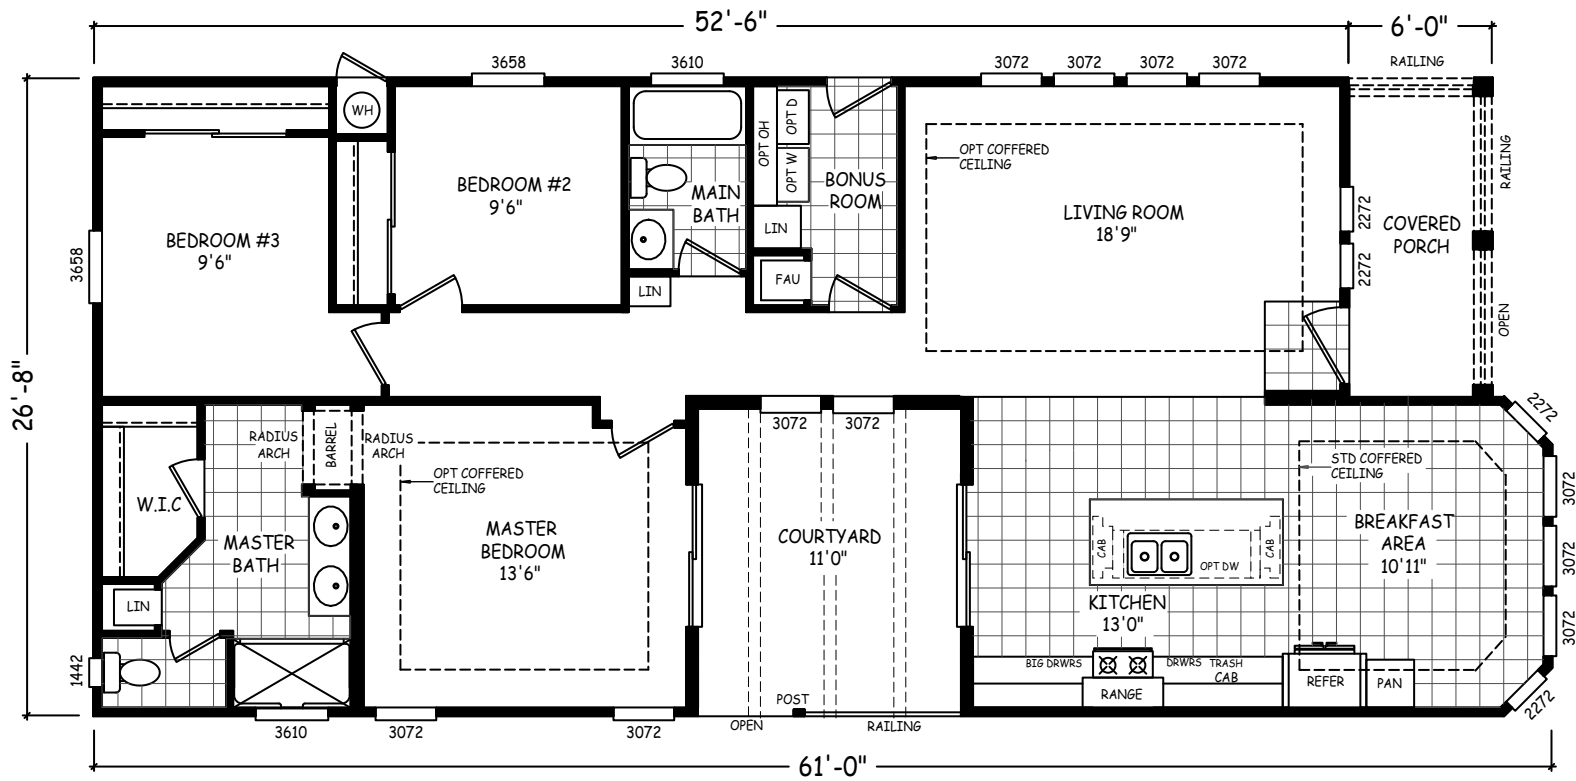 52'-6"
6'-0"
3658
3610
3072
3072
3072
3072
RAILING
WH
OPT OH
OPT D
OPT W
OPT COFFERED
CEILING
RAILING
BEDROOM #2
9'6"
MAIN
BATH
BONUS
ROOM
LIVING ROOM
18'9"
2272
COVERED
PORCH
BEDROOM #3
9'6"
3658
LIN
2272
FAU
LIN
OPEN
26'-8"
RADIUS
ARCH
BARREL
RADIUS
ARCH
3072
3072
2272
OPT COFFERED
CEILING
STD COFFERED
CEILING
3072
W.I.C
MASTER
BATH
MASTER
BEDROOM
13'6"
COURTYARD
11'0"
CAB
CAB
OPT DW
BREAKFAST
AREA
10'11"
3072
LIN
KITCHEN
13'0"
3072
1442
BIG DRWRS
DRWRS
TRASH
CAB
RANGE
REFER
PAN
2272
POST
OPEN
RAILING
3610
3072
3072
61'-0"